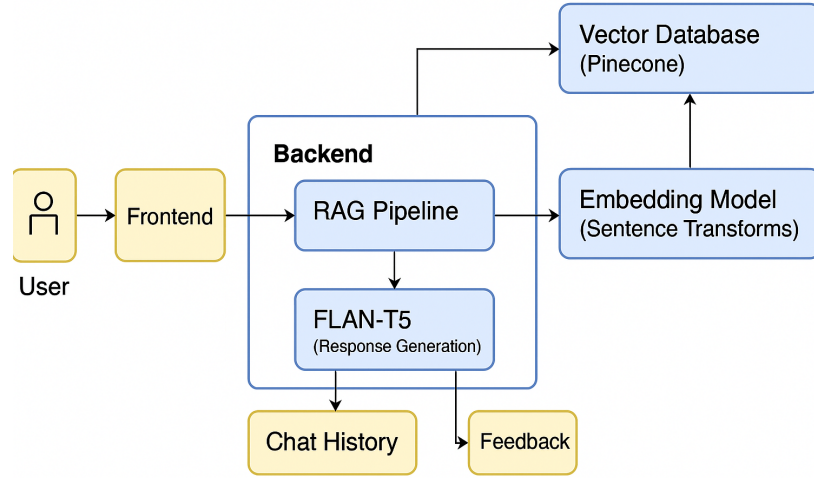 Vector Database
(Pinecone)
Backend
User
Frontend
RAG Pipeline
Embedding Model
(Sentence Transforms)
FLAN-T5
(Response Generation)
Chat History
Feedback